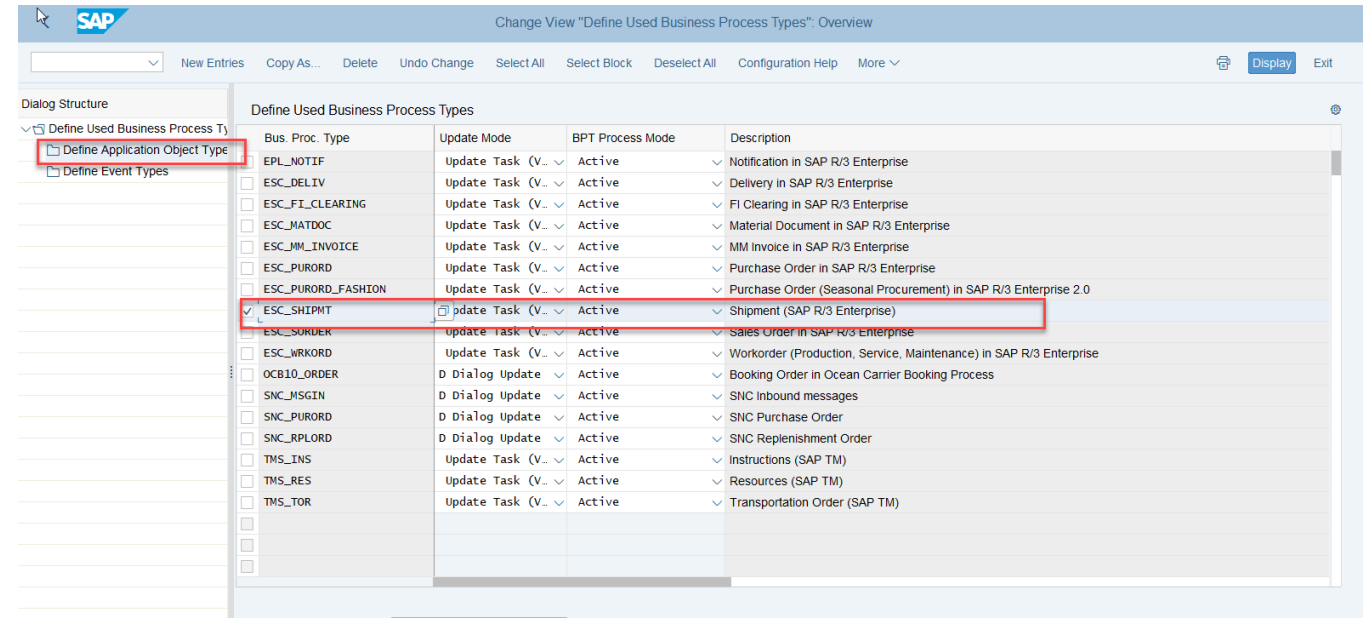 SAP
Change View "Define Used Business Process Types": Overview
New Entries Copy As... Delete Undo Change Select All Select Block Deselect All Configuration Help More Display Exit
Dialog Structure
Define Used Business Process Ty
Define Application Object Type
Define Event Types
Define Used Business Process Types
Bus. Proc. Type Update Mode BPT Process Mode Description
EPL_NOTIF Update Task (V… Active Notification in SAP R/3 Enterprise
ESC_DELIV Update Task (V… Active Delivery in SAP R/3 Enterprise
ESC_FI_CLEARING Update Task (V… Active FI Clearing in SAP R/3 Enterprise
ESC_MATDOC Update Task (V… Active Material Document in SAP R/3 Enterprise
ESC_MM_INVOICE Update Task (V… Active MM Invoice in SAP R/3 Enterprise
ESC_PURORD Update Task (V… Active Purchase Order in SAP R/3 Enterprise
ESC_PURORD_FASHION Update Task (V… Active Purchase Order (Seasonal Procurement) in SAP R/3 Enterprise 2.0
ESC_SHIPMT pdate Task (V… Active Shipment (SAP R/3 Enterprise)
ESC_SORDER Update Task (V… Active Sales Order in SAP R/3 Enterprise
ESC_WRKORD Update Task (V… Active Workorder (Production, Service, Maintenance) in SAP R/3 Enterprise
OCB10_ORDER D Dialog Update Active Booking Order in Ocean Carrier Booking Process
SNC_MSGIN D Dialog Update Active SNC Inbound messages
SNC_PURORD D Dialog Update Active SNC Purchase Order
SNC_RPLORD D Dialog Update Active SNC Replenishment Order
TMS_INS Update Task (V… Active Instructions (SAP TM)
TMS_RES Update Task (V… Active Resources (SAP TM)
TMS_TOR Update Task (V… Active Transportation Order (SAP TM)